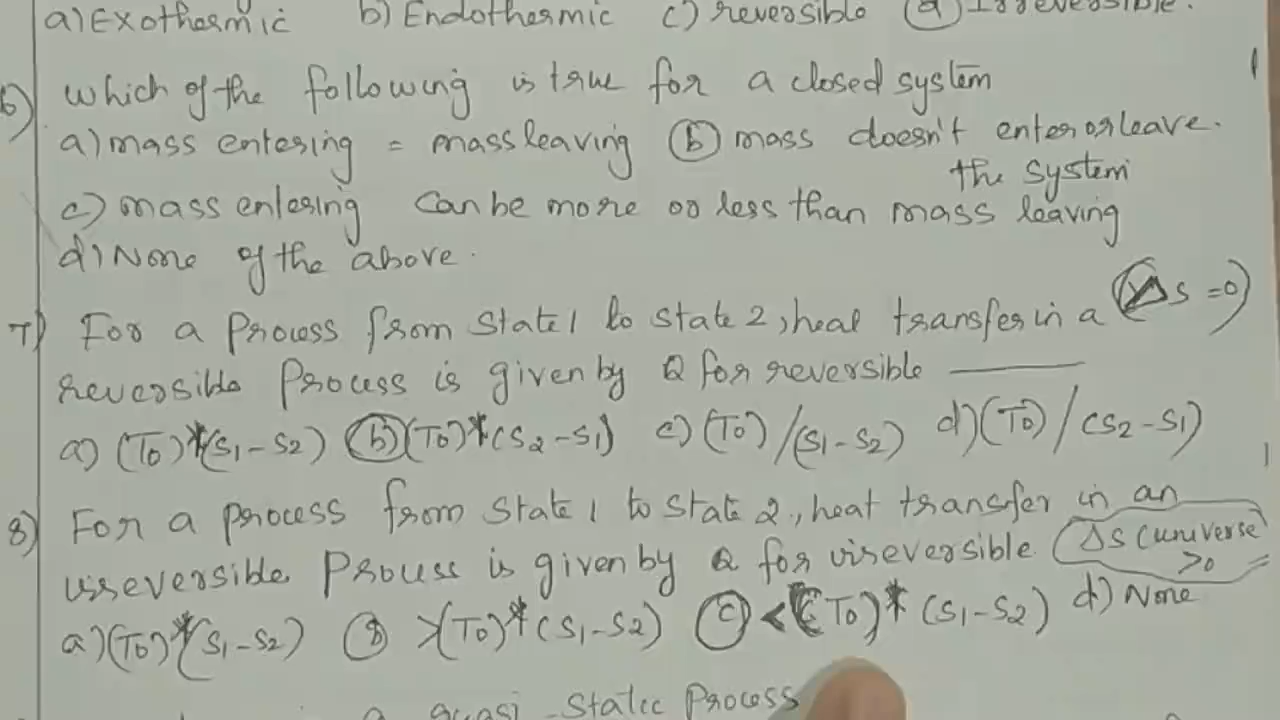 a) Exothermic b) Endothermic c) reversible d) Irreversible.
6) which of the following is true for a closed system
a) mass entering = mass leaving b) mass doesn't enter or leave.
the system
c) mass entering can be more or less than mass leaving
d) None of the above.
7) For a Process from state 1 to state 2, heat transfer in a (ΔS = 0)
reversible Process is given by Q for reversible ______
a) (T0)*(S1-S2) b) (T0)*(S2-S1) c) (T0)/(S1-S2) d) (T0)/(S2-S1)
8) For a process from state 1 to state 2, heat transfer in an
irreversible Process is given by Q for irreversible (ΔS (universe
>0
a) (T0)*(S1-S2) b) >(T0)*(S1-S2) c) <(T0)*(S1-S2) d) None
a quasi-static Process